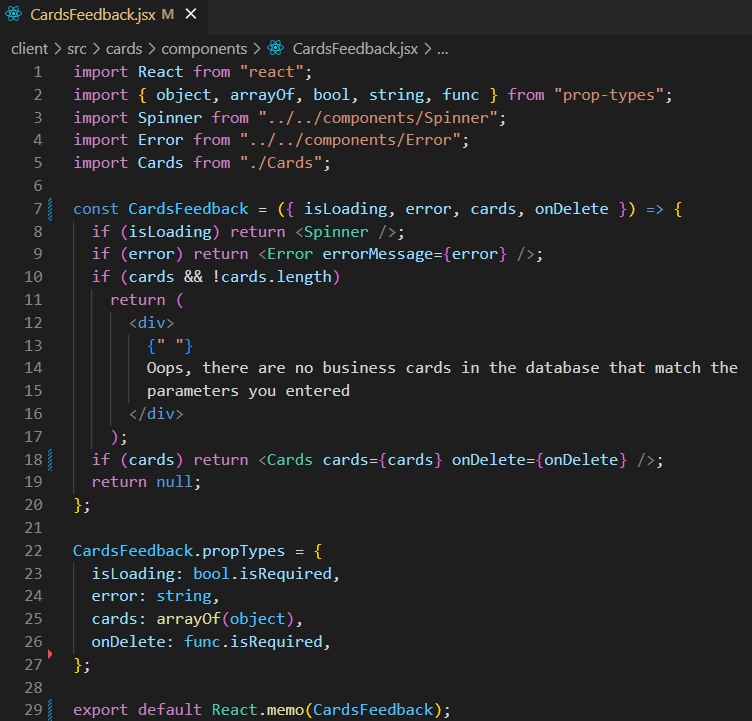 CardsFeedback.jsx M ×
client > src > cards > components > CardsFeedback.jsx > ...
1 import React from "react";
2 import { object, arrayOf, bool, string, func } from "prop-types";
3 import Spinner from "../../components/Spinner";
4 import Error from "../../components/Error";
5 import Cards from "./Cards";
6
7 const CardsFeedback = ({ isLoading, error, cards, onDelete }) => {
8   if (isLoading) return <Spinner />;
9   if (error) return <Error errorMessage={error} />;
10   if (cards && !cards.length)
11     return (
12       <div>
13         {" "}
14         Oops, there are no business cards in the database that match the
15         parameters you entered
16       </div>
17     );
18   if (cards) return <Cards cards={cards} onDelete={onDelete} />;
19   return null;
20 };
21
22 CardsFeedback.propTypes = {
23   isLoading: bool.isRequired,
24   error: string,
25   cards: arrayOf(object),
26   onDelete: func.isRequired,
27 };
28
29 export default React.memo(CardsFeedback);